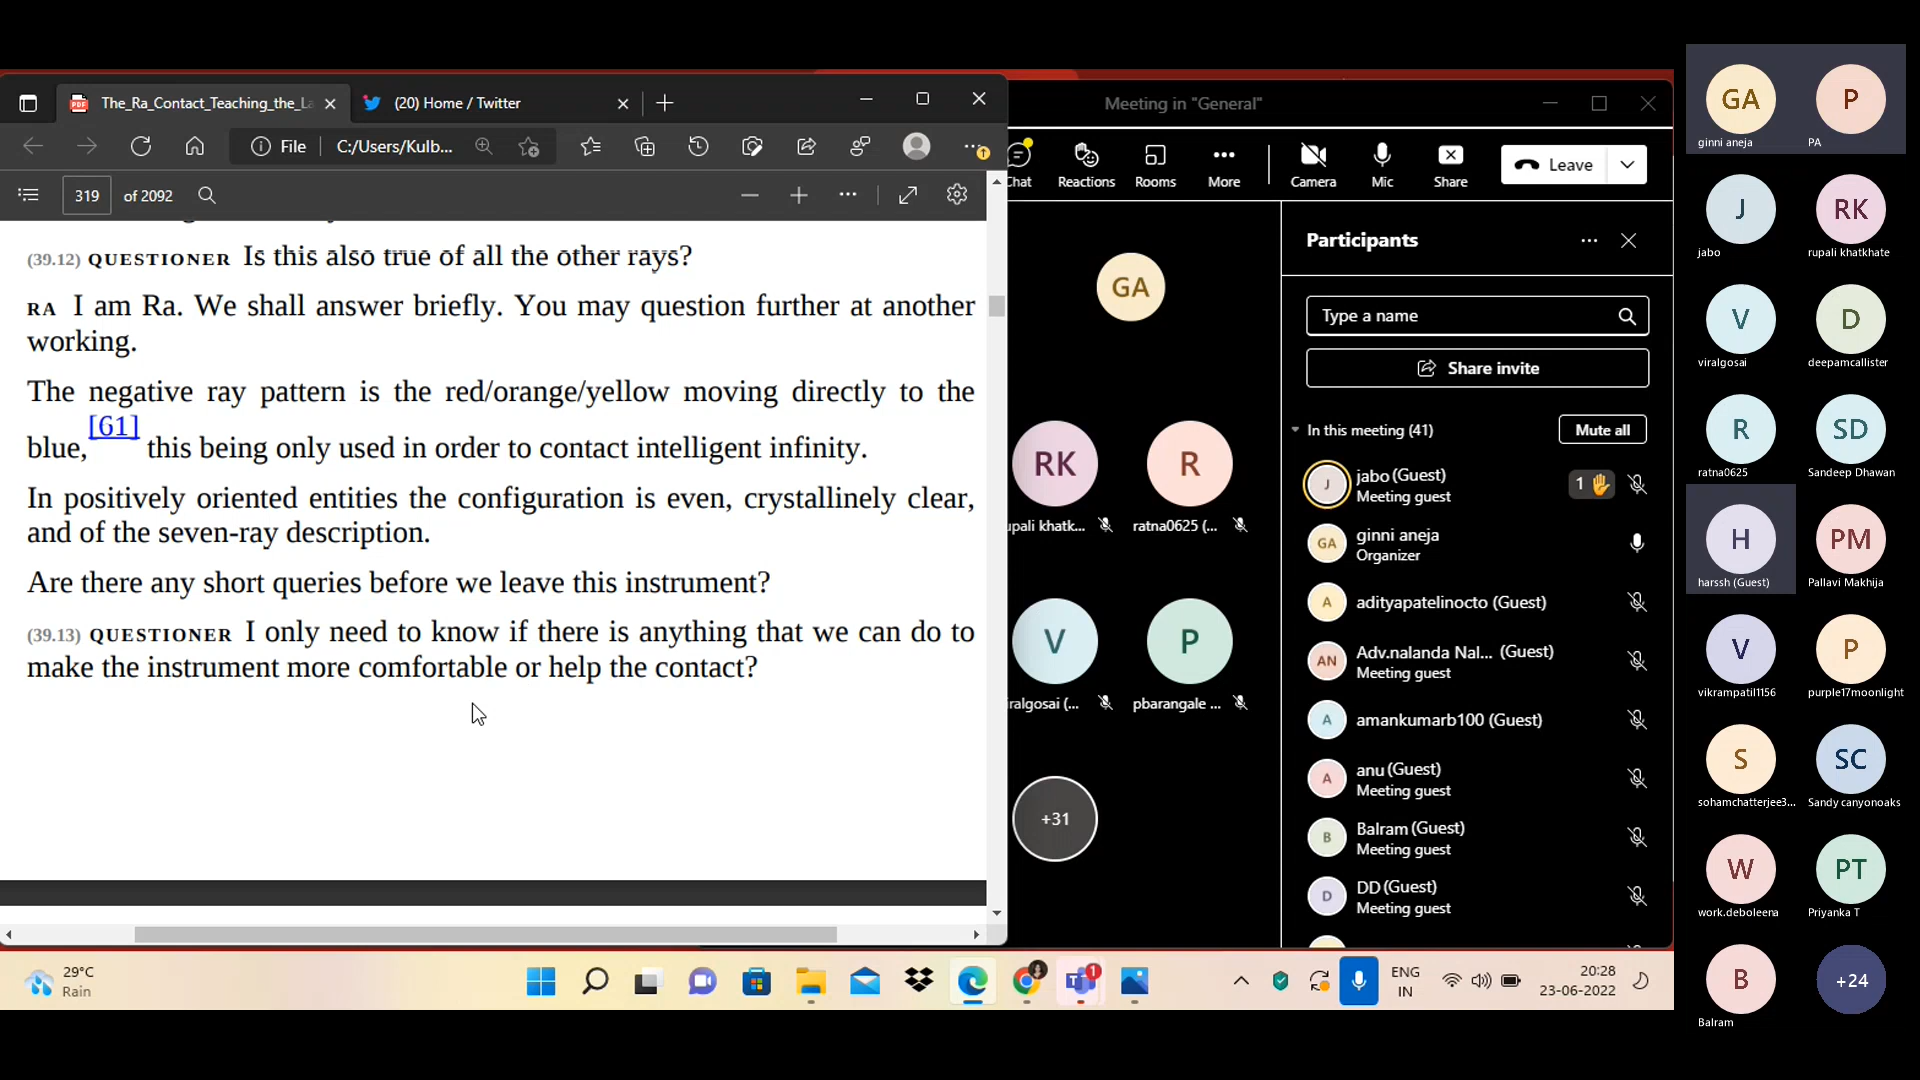 The_Ra_Contact_Teaching_the_La
(20) Home / Twitter
File
C:/Users/Kulb...
319
of 2092
(39.12) QUESTIONER Is this also true of all the other rays?
RA I am Ra. We shall answer briefly. You may question further at another
working.
The negative ray pattern is the red/orange/yellow moving directly to the
blue,[61] this being only used in order to contact intelligent infinity.
In positively oriented entities the configuration is even, crystallinely clear,
and of the seven-ray description.
Are there any short queries before we leave this instrument?
(39.13) QUESTIONER I only need to know if there is anything that we can do to
make the instrument more comfortable or help the contact?
Meeting in "General"
Chat
Reactions
Rooms
More
Camera
Mic
Share
Leave
GA
RK
R
upali khatk...
ratna0625 (...
V
P
iralgosai (...
pbarangale ...
+31
Participants
Type a name
Share invite
In this meeting (41)
Mute all
J
jabo (Guest)
Meeting guest
1
GA
ginni aneja
Organizer
A
adityapatelinocto (Guest)
AN
Adv.nalanda Nal... (Guest)
Meeting guest
A
amankumarb100 (Guest)
A
anu (Guest)
Meeting guest
B
Balram (Guest)
Meeting guest
D
DD (Guest)
Meeting guest
GA
P
ginni aneja
PA
J
RK
jabo
rupali khatkhate
V
D
viralgosai
deepamcallister
R
SD
ratna0625
Sandeep Dhawan
H
PM
harssh (Guest)
Pallavi Makhija
V
P
vikrampatil1156
purple17moonlight
S
SC
sohamchatterjee3...
Sandy canyonoaks
W
PT
work.deboleena
Priyanka T
B
+24
Balram
29°C
Rain
1
ENG
IN
20:28
23-06-2022